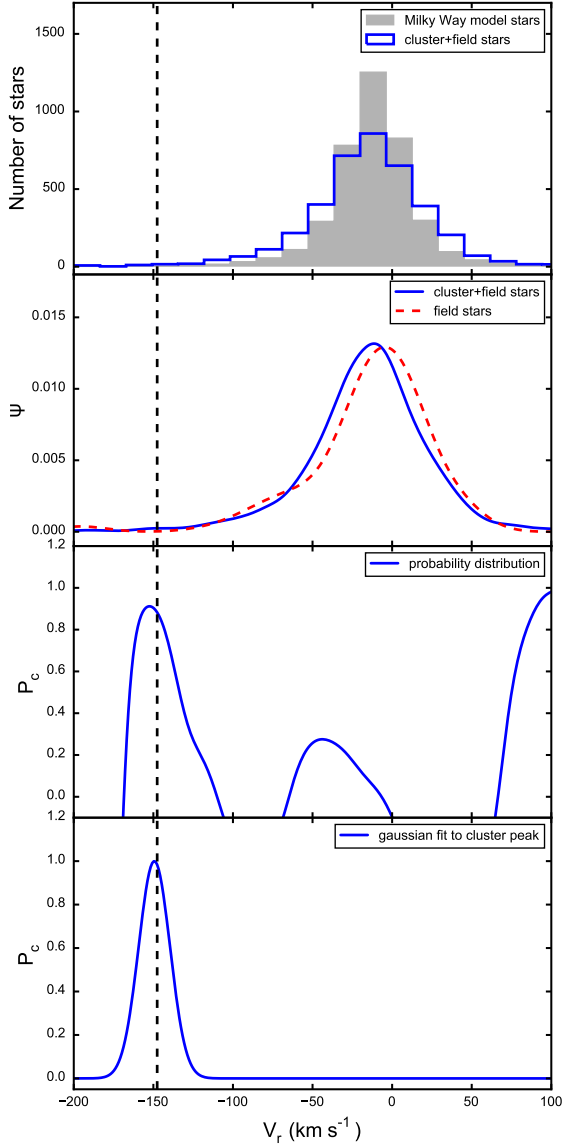 1500
1000
500
0
Number of stars
Milky Way model stars
cluster+field stars
0.015
0.010
0.005
0.000
Ψ
cluster+field stars
field stars
1.2
1.0
0.8
0.6
0.4
0.2
0.0
P_c
probability distribution
1.2
1.0
0.8
0.6
0.4
0.2
0.0
P_c
gaussian fit to cluster peak
−200 −150 −100 −50 0 50 100
V_r (km s⁻¹)